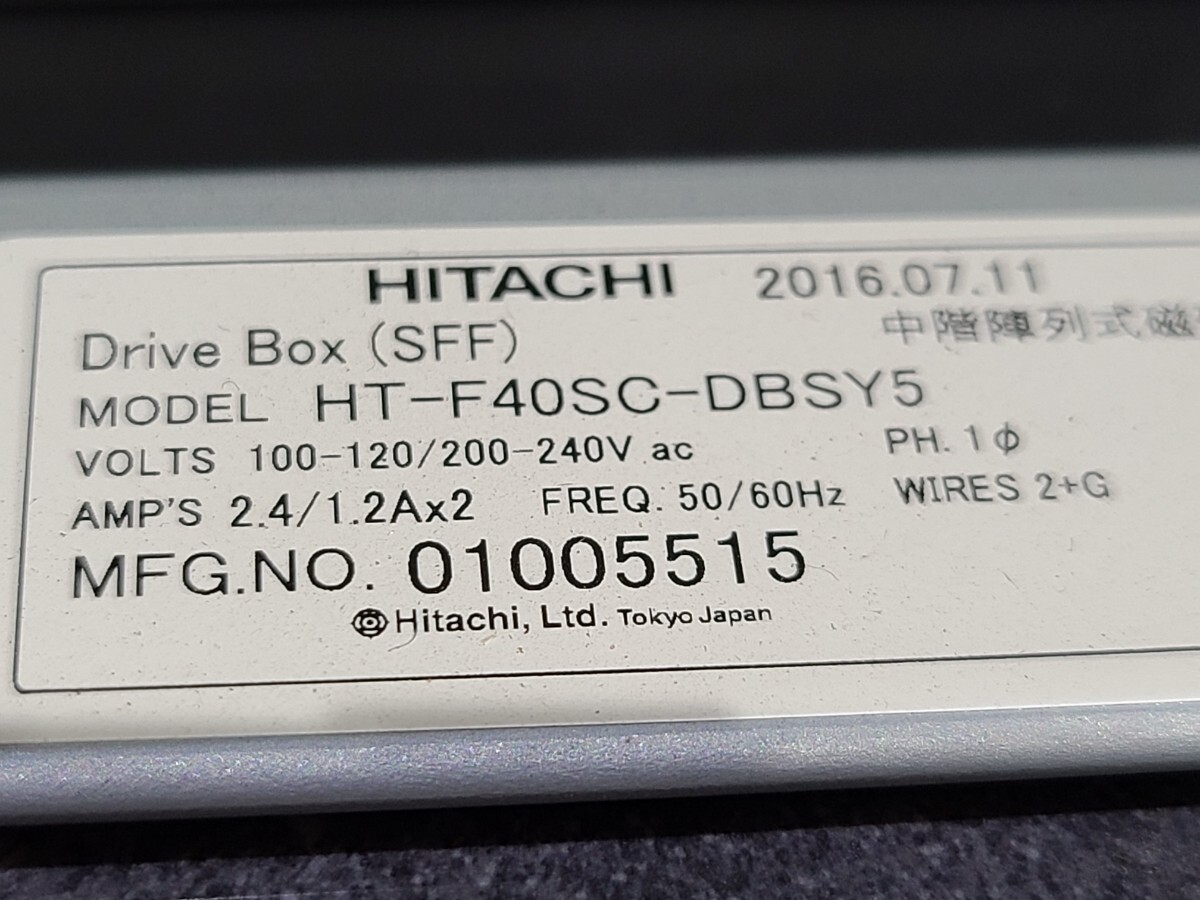 HITACHI 2016.07.11
中階陣列式磁
Drive Box (SFF)
MODEL HT-F40SC-DBSY5
VOLTS 100-120/200-240V ac PH. 1φ
AMP'S 2.4/1.2Ax2 FREQ. 50/60Hz WIRES 2+G
MFG.NO. 01005515
Hitachi, Ltd. Tokyo Japan